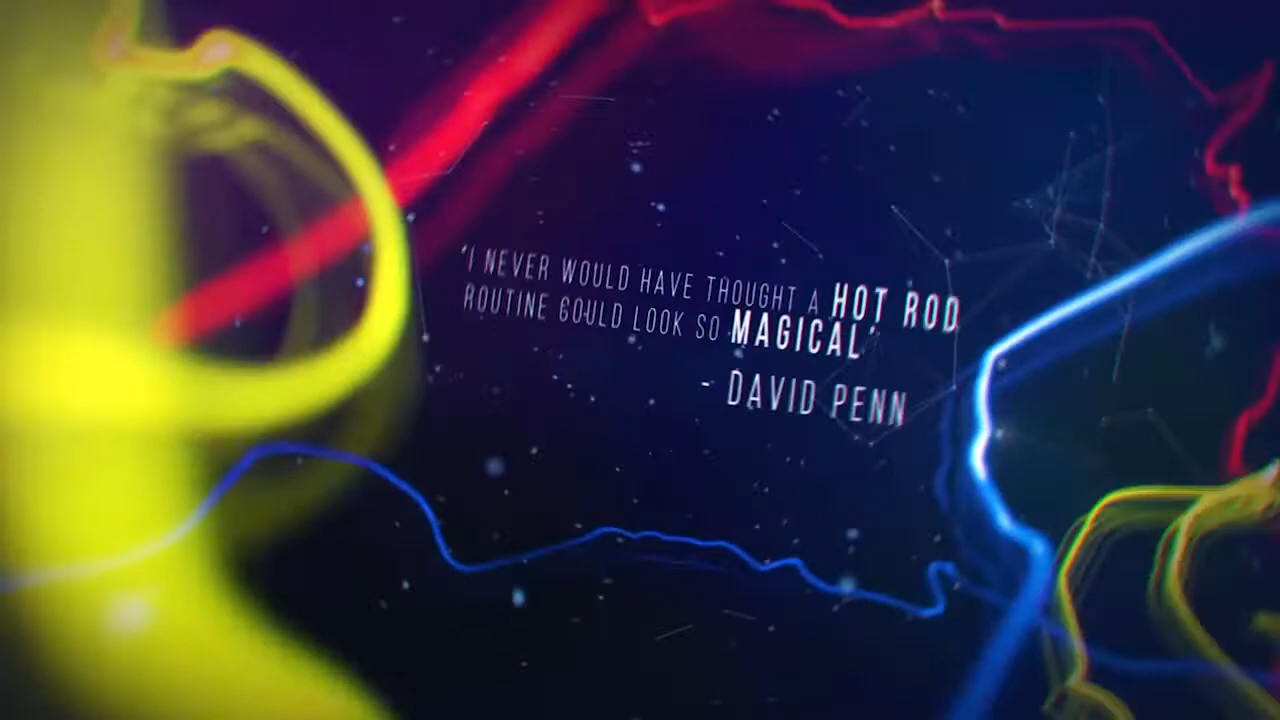 "I NEVER WOULD HAVE THOUGHT A HOT ROD
ROUTINE COULD LOOK SO MAGICAL"
- DAVID PENN